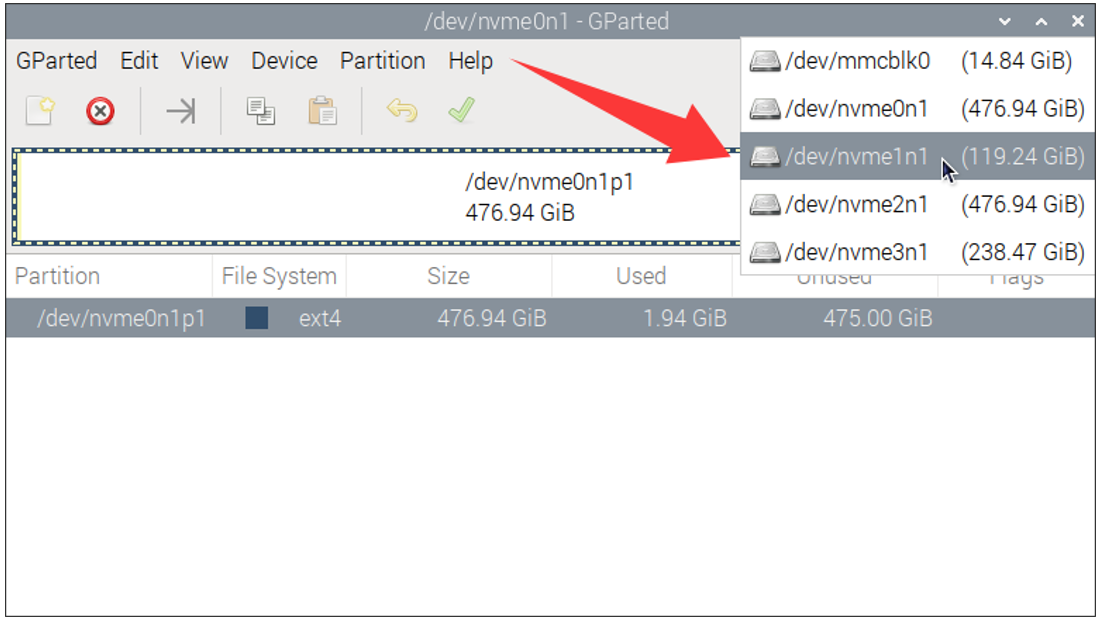 /dev/nvme0n1 - GParted
GParted Edit View Device Partition Help
/dev/mmcblk0 (14.84 GiB)
/dev/nvme0n1 (476.94 GiB)
/dev/nvme1n1 (119.24 GiB)
/dev/nvme2n1 (476.94 GiB)
/dev/nvme3n1 (238.47 GiB)
/dev/nvme0n1p1
476.94 GiB
Partition File System Size Used Unused Flags
/dev/nvme0n1p1 ext4 476.94 GiB 1.94 GiB 475.00 GiB